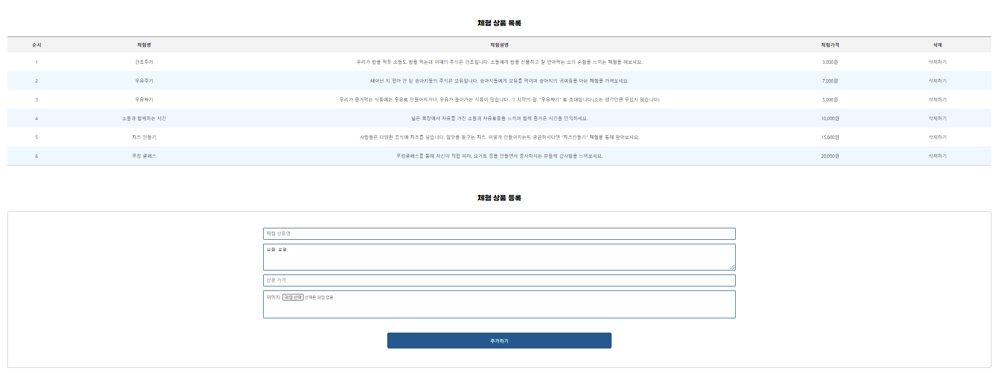 체험 상품 목록
순서 체험명 체험설명 체험가격 삭제
1 건초주기 우리가 밥을 먹듯 소들도 밥을 먹는데 이때의 주식은 건초입니다. 소들에게 밥을 선물하고 잘 받아먹는 소의 순함을 느끼는 체험을 해보세요. 3,000원 삭제하기
2 우유주기 태어난 지 얼마 안 된 송아지들의 주식은 모유입니다. 송아지들에게 모유를 먹이며 송아지의 귀여움을 아는 체험을 가져보세요. 7,000원 삭제하기
3 우유짜기 우리가 즐겨먹는 식품에는 우유로 만들어지거나, 우유가 들어가는 식품이 많습니다. 그 시작의 길. "우유짜기" 로 초대합니다.(소는 생각만큼 무섭지 않습니다) 5,000원 삭제하기
4 소들과 함께하는 시간 넓은 목장에서 자유를 가진 소들과 자유로움을 느끼며 함께 즐거운 시간을 만끽하세요. 10,000원 삭제하기
5 치즈 만들기 사람들은 다양한 음식에 치즈를 넣습니다. 입맛을 돋구는 치즈. 어떻게 만들어지는지 궁금하시다면 "치즈만들기" 체험을 통해 알아보세요. 15,000원 삭제하기
6 쿠킹 클래스 쿠킹클래스를 통해 자신이 직접 피자, 요거트 등을 만들면서 종사하시는 분들께 감사함을 느껴보세요. 20,000원 삭제하기
체험 상품 등록
체험 상품명
상품 설명
상품 가격
이미지: 파일 선택 선택된 파일 없음
추가하기